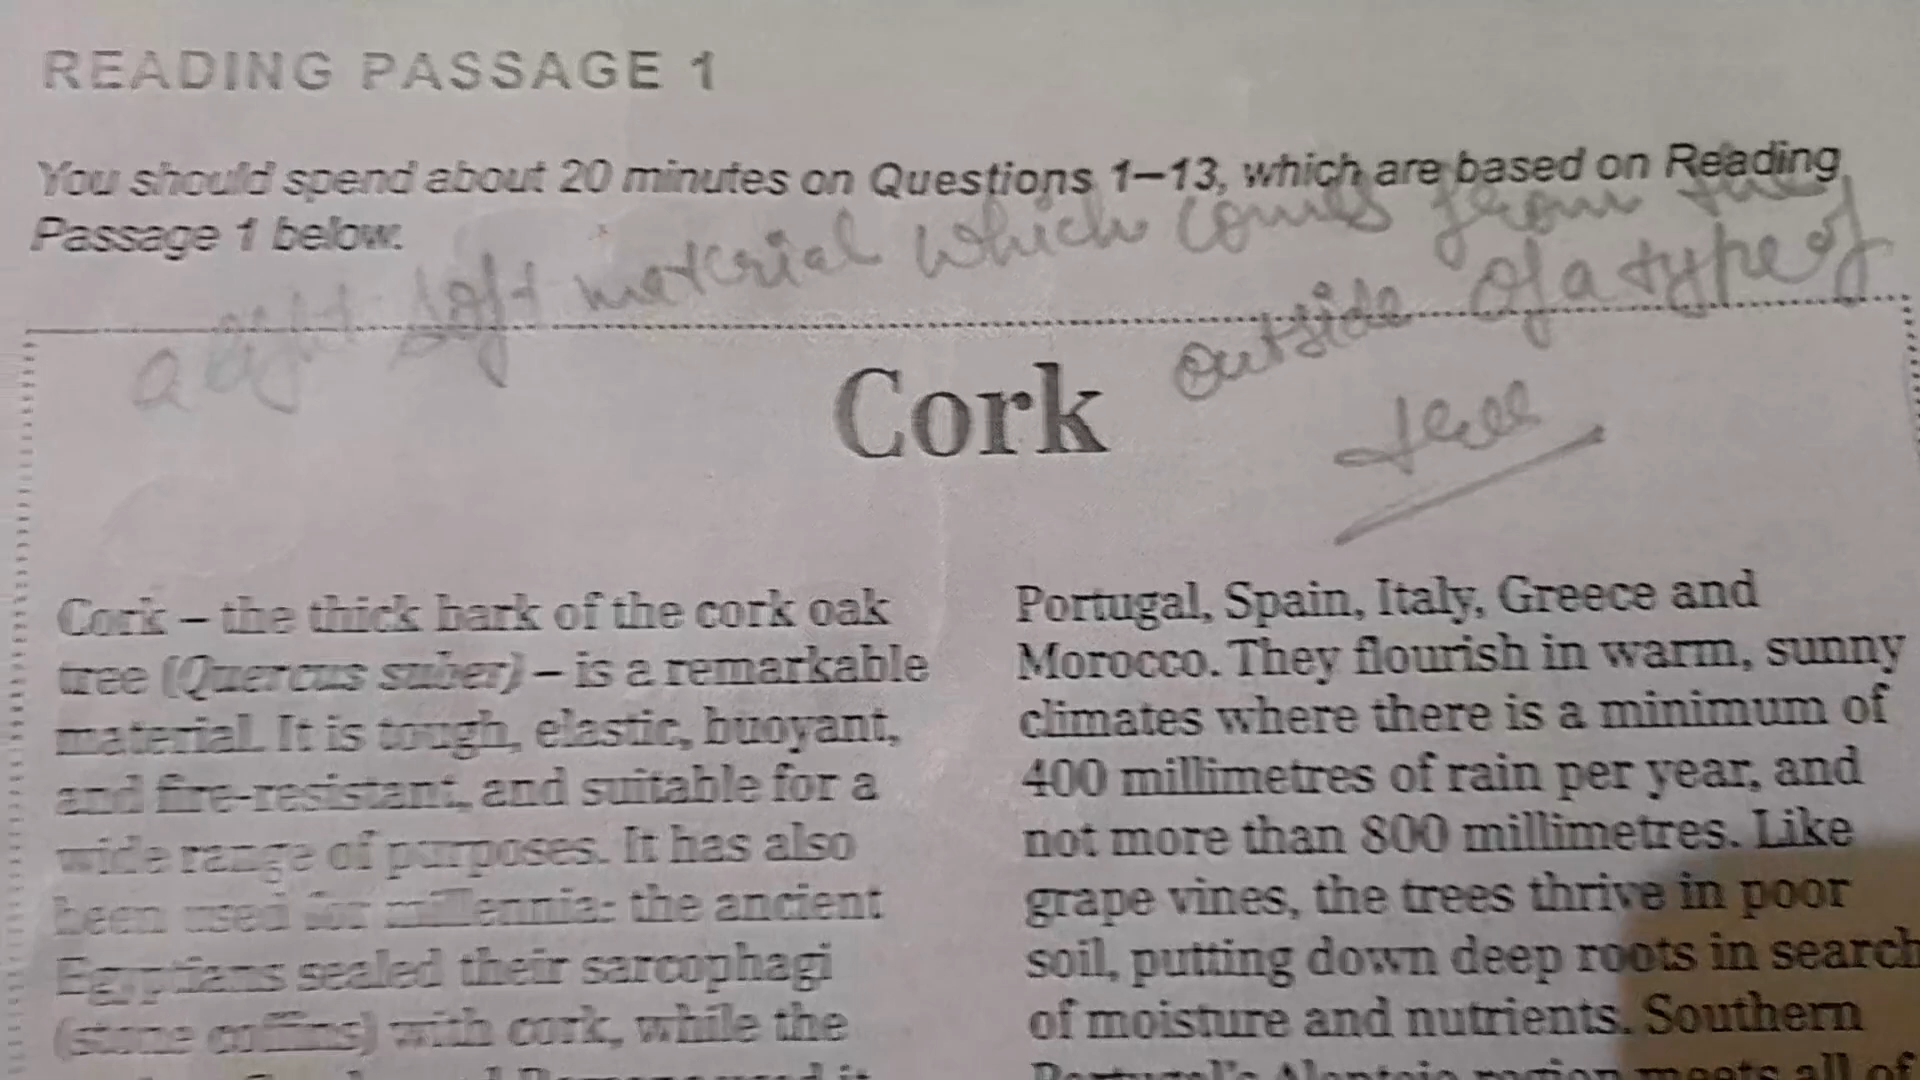 READING PASSAGE 1
You should spend about 20 minutes on Questions 1–13, which are based on Reading
Passage 1 below.
a light soft material which comes from the
outside of a type of
tree
Cork
Cork – the thick bark of the cork oak
tree (Quercus suber) – is a remarkable
material. It is tough, elastic, buoyant,
and fire-resistant, and suitable for a
wide range of purposes. It has also
been used for millennia: the ancient
Egyptians sealed their sarcophagi
(stone coffins) with cork, while the
Portugal, Spain, Italy, Greece and
Morocco. They flourish in warm, sunny
climates where there is a minimum of
400 millimetres of rain per year, and
not more than 800 millimetres. Like
grape vines, the trees thrive in poor
soil, putting down deep roots in search
of moisture and nutrients. Southern
Portugal's Alentejo region meets all of